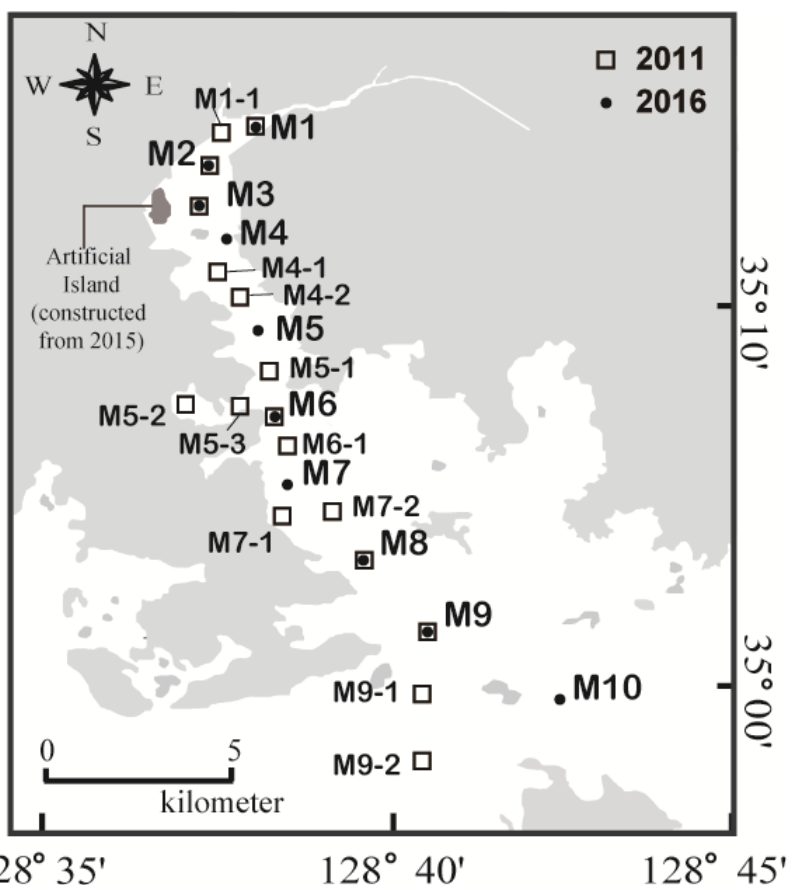 N
W E
S
2011
2016
M1-1
M1
M2
M3
M4
Artificial
Island
(constructed
from 2015)
M4-1
M4-2
M5
M5-1
M5-2
M5-3
M6
M6-1
M7
M7-1
M7-2
M8
M9
M9-1
M10
M9-2
35° 10'
35° 00'
0 5
kilometer
28° 35' 128° 40' 128° 45'